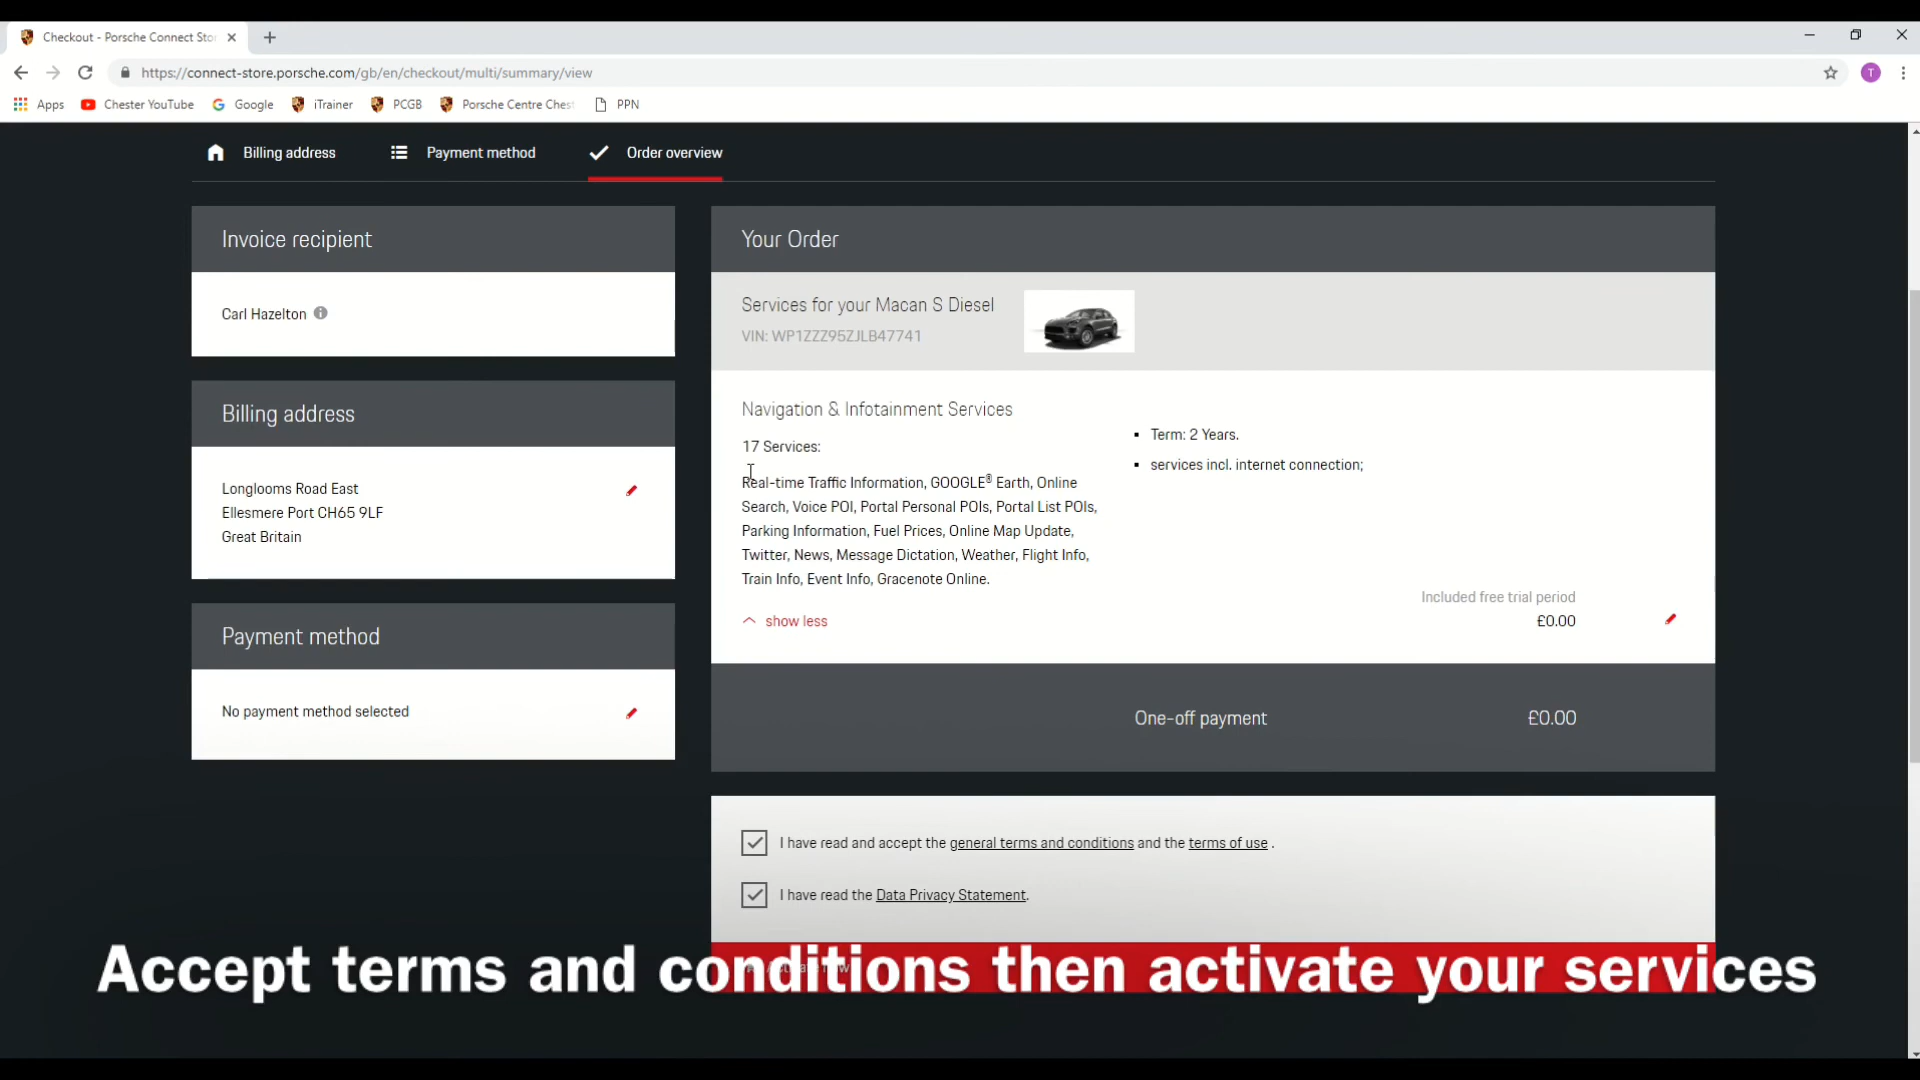 Checkout - Porsche Connect Stor
https://connect-store.porsche.com/gb/en/checkout/multi/summary/view
T
Apps
Chester YouTube
Google
iTrainer
PCGB
Porsche Centre Chest
PPN
Billing address
Payment method
Order overview
Invoice recipient
Carl Hazelton
Billing address
Longlooms Road East
Ellesmere Port CH65 9LF
Great Britain
Payment method
No payment method selected
Your Order
Services for your Macan S Diesel
VIN: WP1ZZZ95ZJLB47741
Navigation & Infotainment Services
17 Services:
Real-time Traffic Information, GOOGLE® Earth, Online
Search, Voice POI, Portal Personal POIs, Portal List POIs,
Parking Information, Fuel Prices, Online Map Update,
Twitter, News, Message Dictation, Weather, Flight Info,
Train Info, Event Info, Gracenote Online.
show less
Term: 2 Years.
services incl. internet connection;
Included free trial period
£0.00
One-off payment
£0.00
I have read and accept the general terms and conditions and the terms of use .
I have read the Data Privacy Statement.
Accept terms and conditions then activate your services